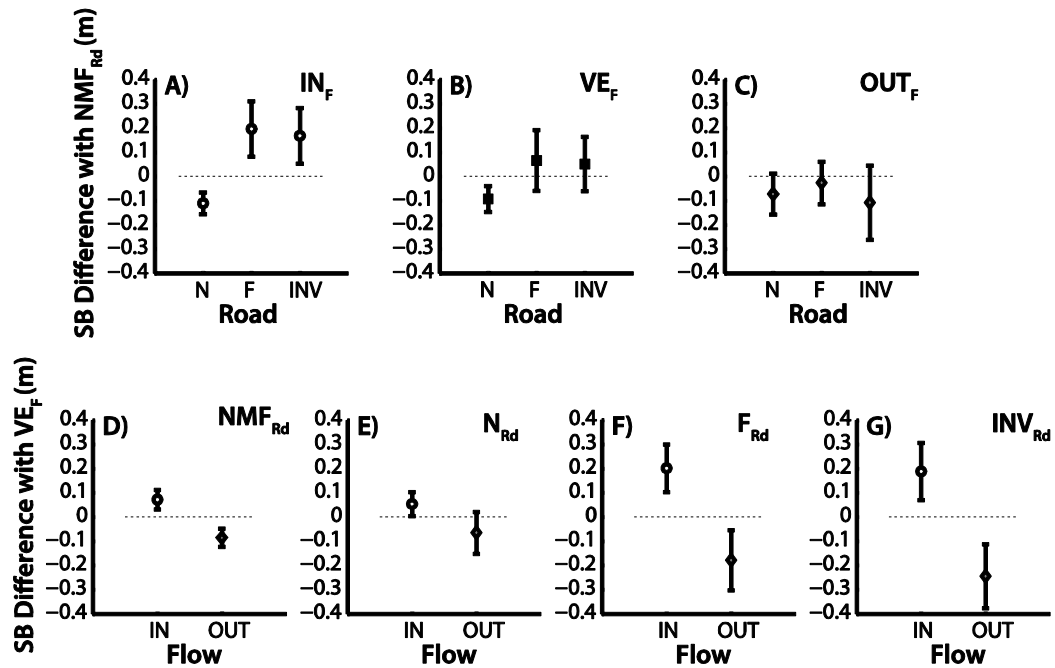 SB Difference with NMF_Rd (m)
A) IN_F
0.4
0.3
0.2
0.1
0
−0.1
−0.2
−0.3
−0.4
N F INV
Road
B) VE_F
0.4
0.3
0.2
0.1
0
−0.1
−0.2
−0.3
−0.4
N F INV
Road
C) OUT_F
0.4
0.3
0.2
0.1
0
−0.1
−0.2
−0.3
−0.4
N F INV
Road
SB Difference with VE_F (m)
D) NMF_Rd
0.4
0.3
0.2
0.1
0
−0.1
−0.2
−0.3
−0.4
IN OUT
Flow
E) N_Rd
0.4
0.3
0.2
0.1
0
−0.1
−0.2
−0.3
−0.4
IN OUT
Flow
F) F_Rd
0.4
0.3
0.2
0.1
0
−0.1
−0.2
−0.3
−0.4
IN OUT
Flow
G) INV_Rd
0.4
0.3
0.2
0.1
0
−0.1
−0.2
−0.3
−0.4
IN OUT
Flow